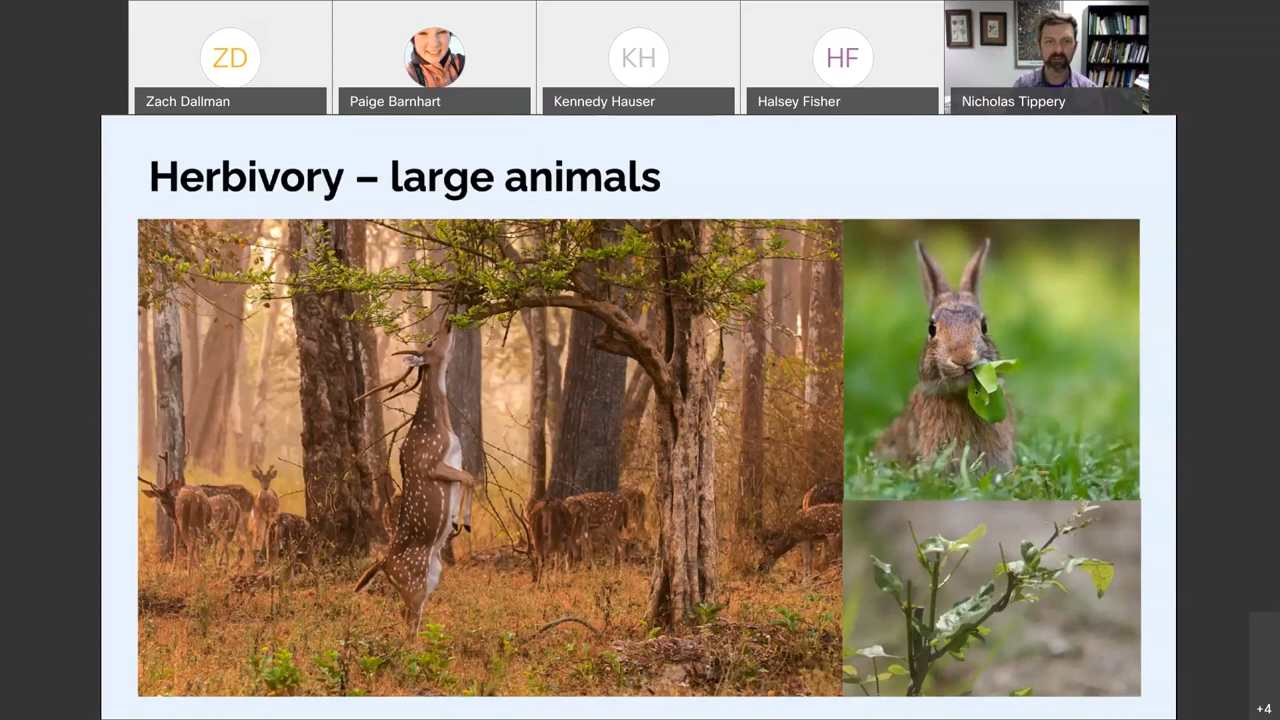 ZD
KH
HF
Zach Dallman
Paige Barnhart
Kennedy Hauser
Halsey Fisher
Nicholas Tippery
Herbivory – large animals
+4